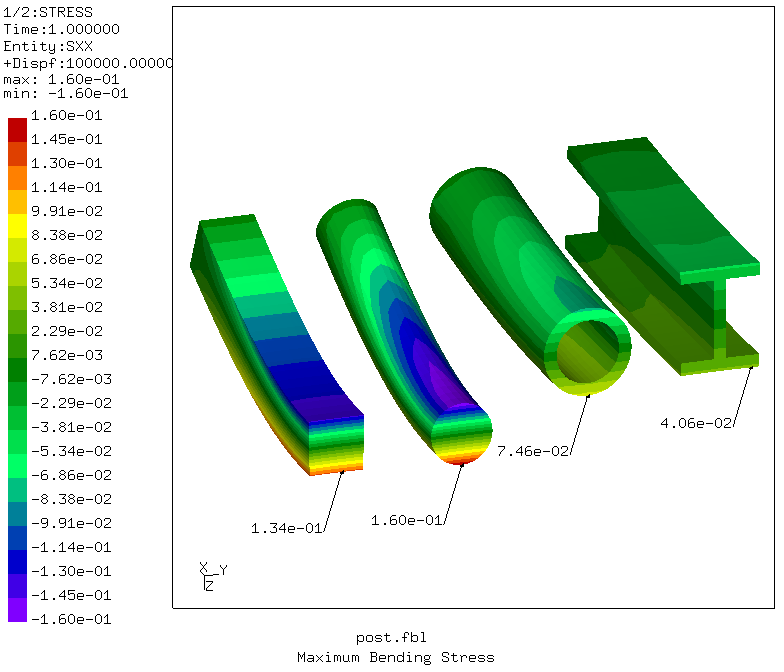 1/2:STRESS
Time:1.000000
Entity:SXX
+Dispf:100000.00000
max: 1.60e-01
min: -1.60e-01
1.60e-01
1.45e-01
1.30e-01
1.14e-01
9.91e-02
8.38e-02
6.86e-02
5.34e-02
3.81e-02
2.29e-02
7.62e-03
-7.62e-03
-2.29e-02
-3.81e-02
-5.34e-02
-6.86e-02
-8.38e-02
-9.91e-02
-1.14e-01
-1.30e-01
-1.45e-01
-1.60e-01
4.06e-02
7.46e-02
1.60e-01
1.34e-01
X Y
Z
post.fbl
Maximum Bending Stress